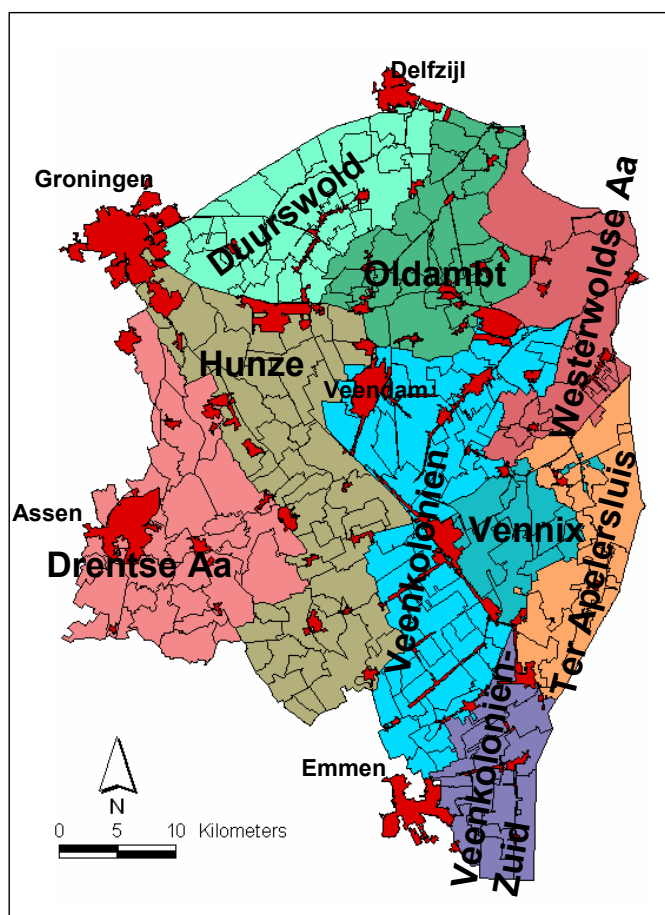 Delfzijl
Groningen
Duurswold
Oldambt
Westerwoldse Aa
Hunze
Veendam
Assen
Drentse Aa
Veenkolonien
Vennix
Ter Apelersluis
Emmen
Veenkolonien-
Zuid
N
0 5 10 Kilometers